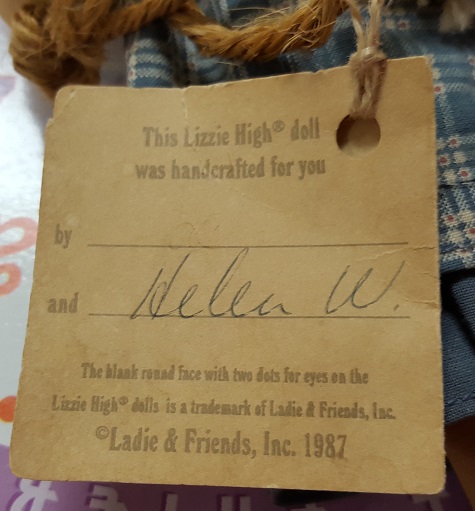 This Lizzie High® doll
was handcrafted for you
by
and Helen W.
The blank round face with two dots for eyes on the
Lizzie High® dolls is a trademark of Ladie & Friends, Inc.
©Ladie & Friends, Inc. 1987